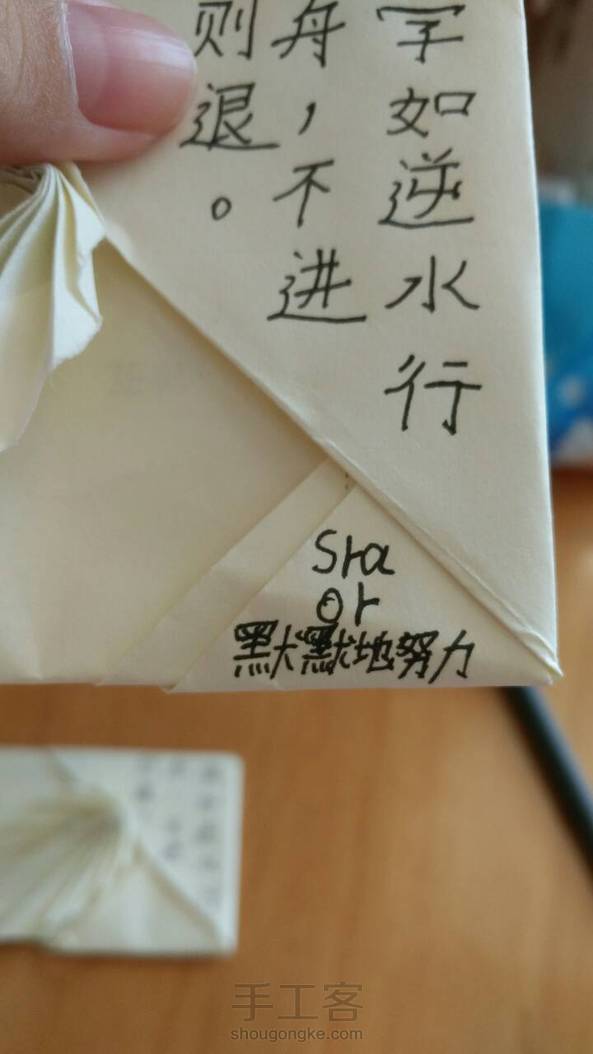 学如逆水行
舟，不进
则退。
Sra
or
默默地努力
手工客
shougongke.com